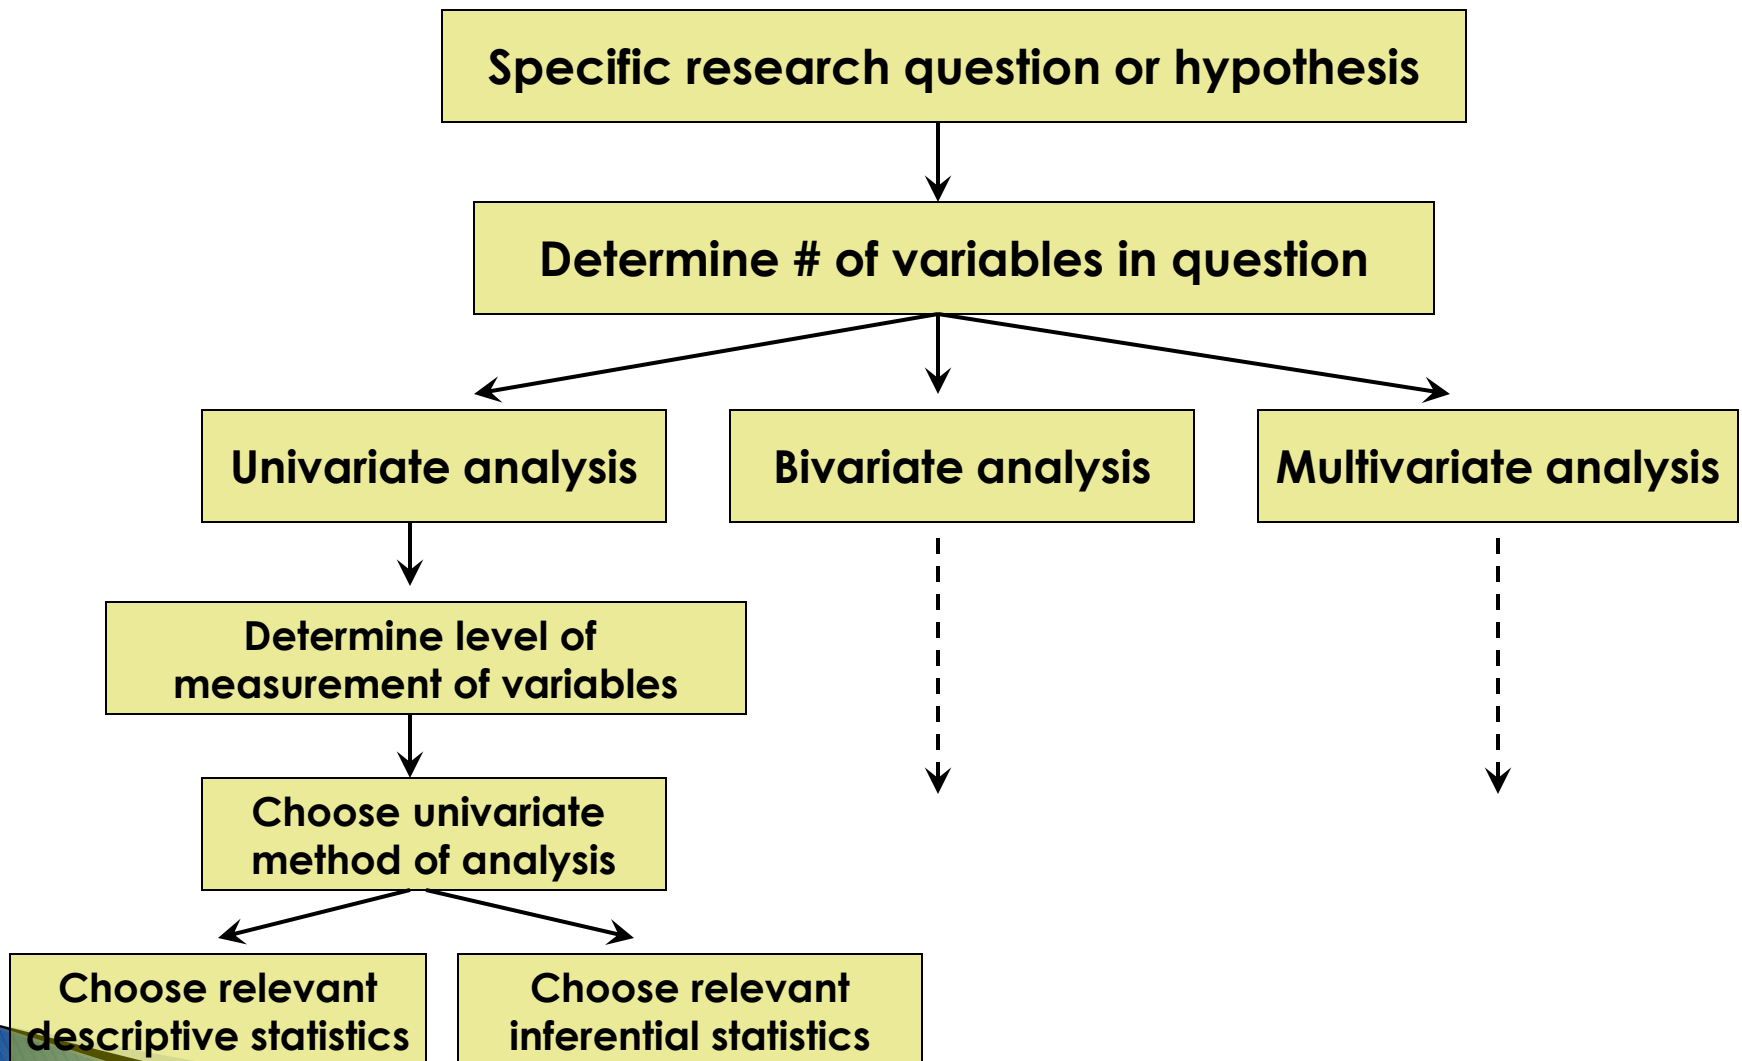 Specific research question or hypothesis
Determine # of variables in question
Univariate analysis
Bivariate analysis
Multivariate analysis
Determine level of
measurement of variables
Choose univariate
method of analysis
Choose relevant
descriptive statistics
Choose relevant
inferential statistics